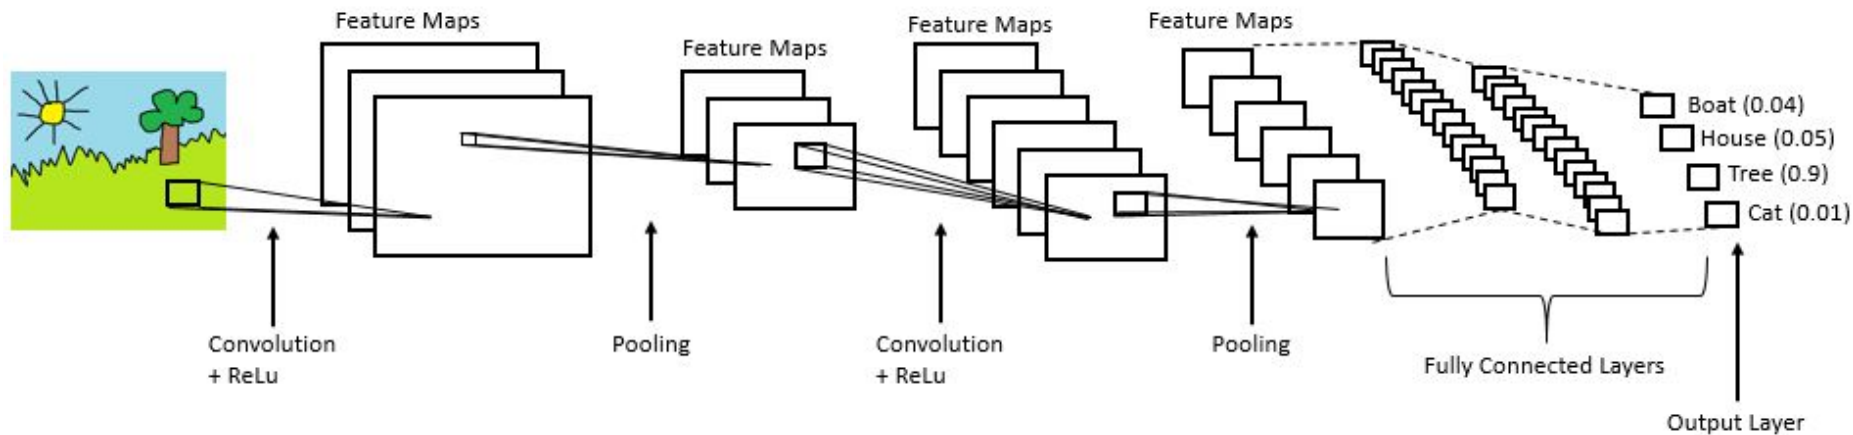 Feature Maps
Feature Maps
Feature Maps
Feature Maps
Boat (0.04)
House (0.05)
Tree (0.9)
Cat (0.01)
Convolution
+ ReLu
Pooling
Convolution
+ ReLu
Pooling
Fully Connected Layers
Output Layer